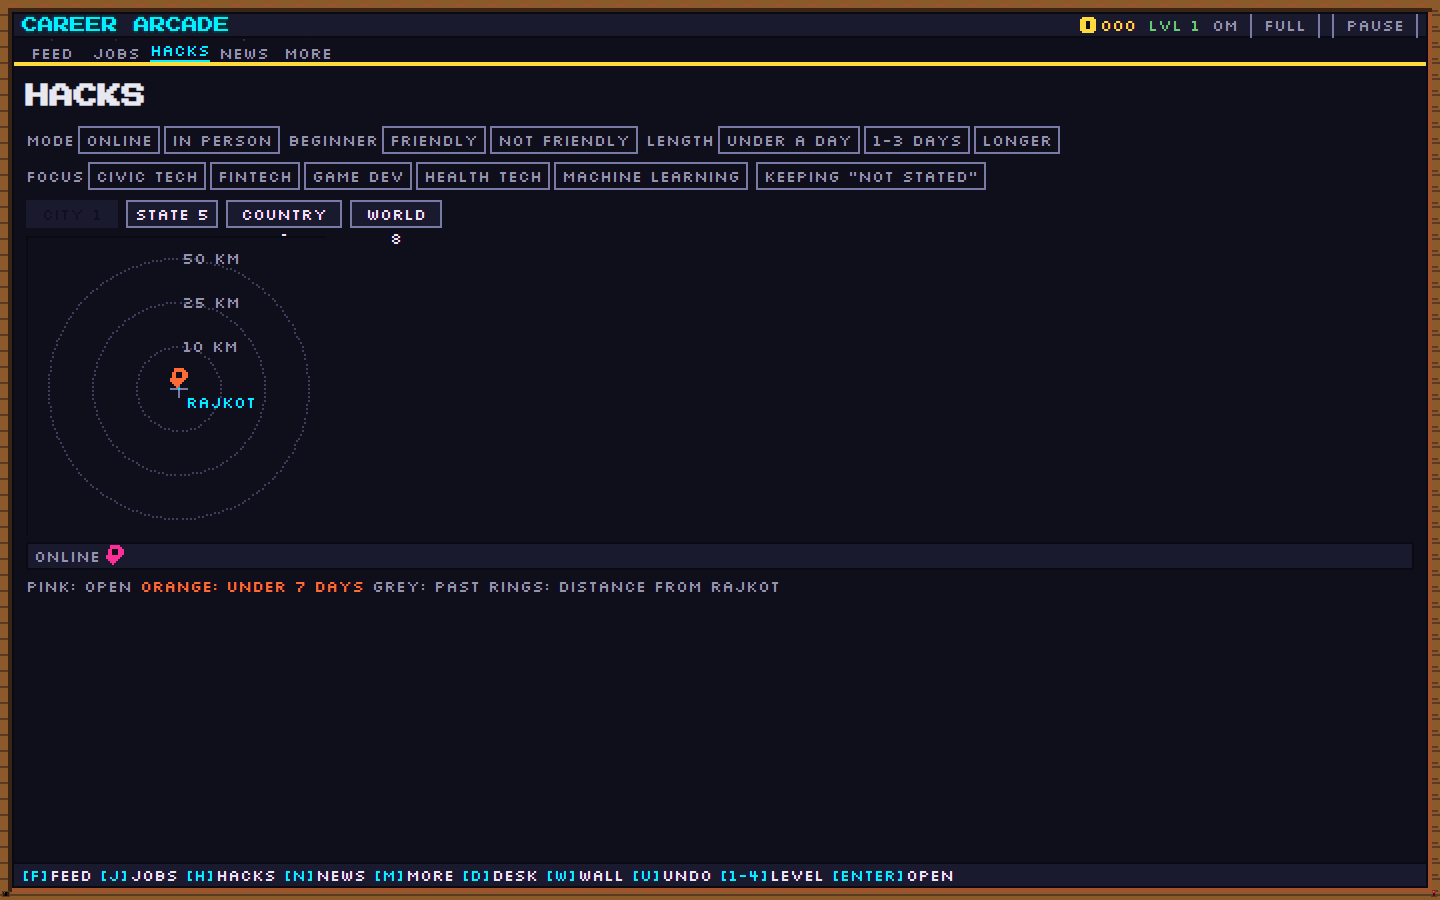 CAREER ARCADE
000 LVL 1 0M FULL PAUSE
FEED JOBS HACKS NEWS MORE
HACKS
MODE ONLINE IN PERSON BEGINNER FRIENDLY NOT FRIENDLY LENGTH UNDER A DAY 1-3 DAYS LONGER
FOCUS CIVIC TECH FINTECH GAME DEV HEALTH TECH MACHINE LEARNING KEEPING "NOT STATED"
CITY 1 STATE 5 COUNTRY WORLD
8
50 KM
25 KM
10 KM
RAJKOT
ONLINE
PINK: OPEN ORANGE: UNDER 7 DAYS GREY: PAST RINGS: DISTANCE FROM RAJKOT
[F]FEED [J]JOBS [H]HACKS [N]NEWS [M]MORE [D]DESK [W]WALL [U]UNDO [1-4]LEVEL [ENTER]OPEN